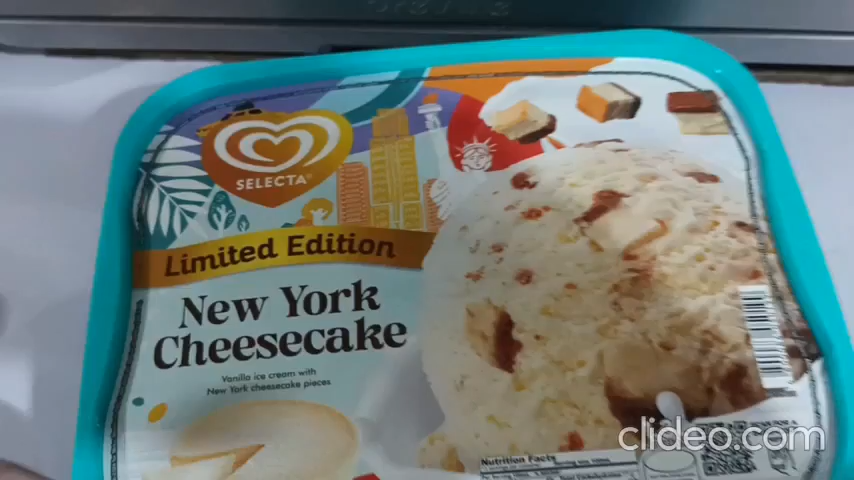 SELECTA
Limited Edition
New York
Cheesecake
Vanilla ice cream with
New York cheesecake pieces
Nutrition Facts
clideo.com